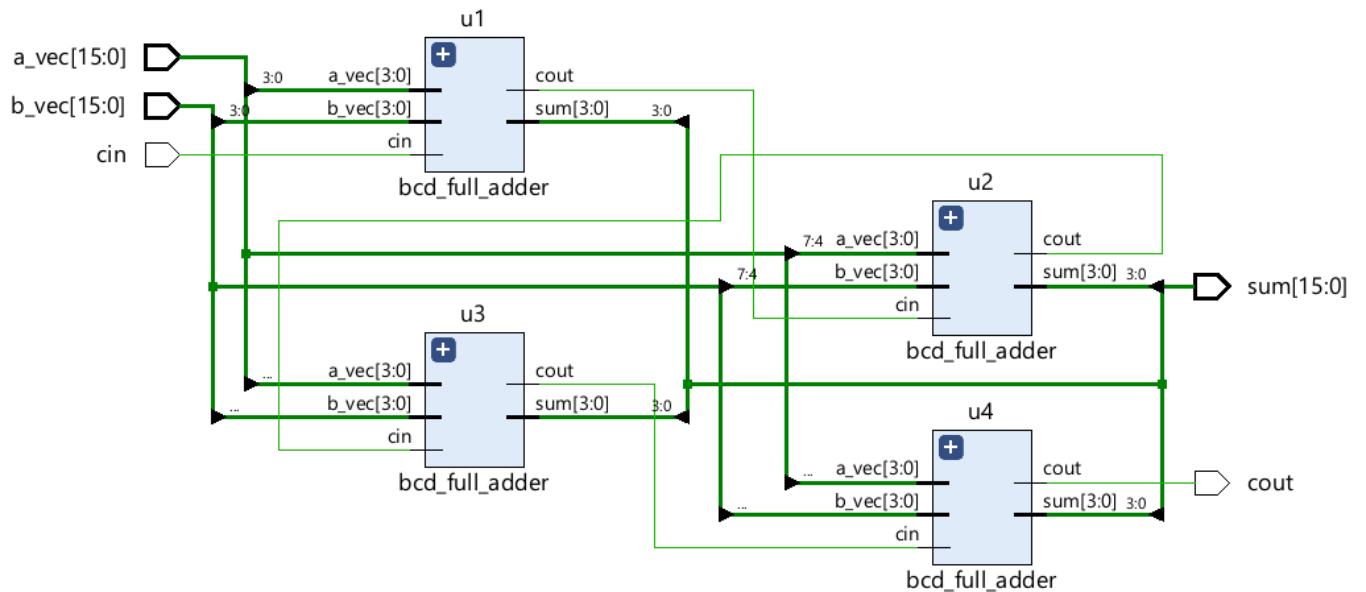 u1
a_vec[15:0]
3:0
a_vec[3:0]
cout
b_vec[15:0]
3:0
b_vec[3:0]
sum[3:0]
3:0
cin
cin
bcd_full_adder
u2
7:4
a_vec[3:0]
cout
7:4
b_vec[3:0]
sum[3:0]
3:0
sum[15:0]
cin
bcd_full_adder
u3
...
a_vec[3:0]
cout
...
b_vec[3:0]
sum[3:0]
3:0
cin
bcd_full_adder
u4
...
a_vec[3:0]
cout
cout
...
b_vec[3:0]
sum[3:0]
3:0
cin
bcd_full_adder